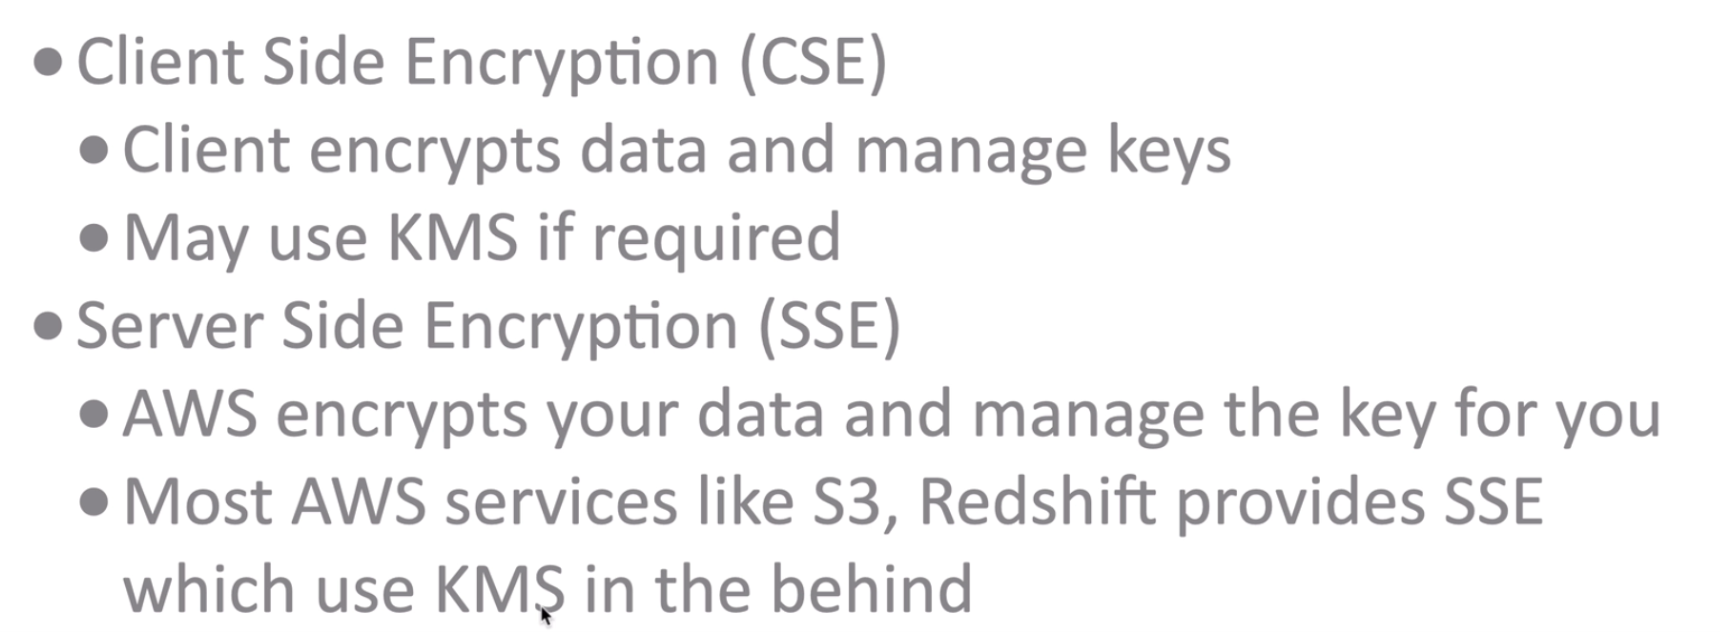 • Client Side Encryption (CSE)
• Client encrypts data and manage keys
• May use KMS if required
• Server Side Encryption (SSE)
• AWS encrypts your data and manage the key for you
• Most AWS services like S3, Redshift provides SSE
which use KMS in the behind